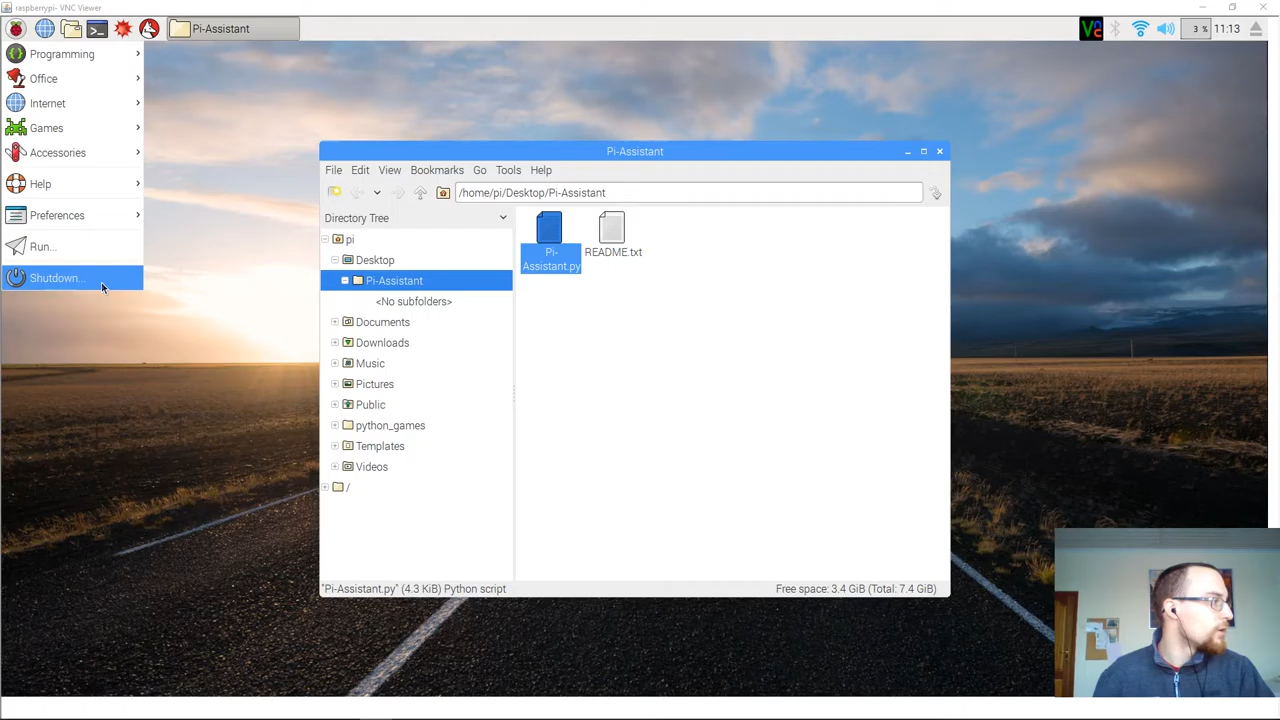 raspberrypi- VNC Viewer
Pi-Assistant
3 %
11:13
Programming
Office
Internet
Games
Accessories
Help
Preferences
Run...
Shutdown...
Pi-Assistant
File Edit View Bookmarks Go Tools Help
/home/pi/Desktop/Pi-Assistant
Directory Tree
pi
Desktop
Pi-Assistant
<No subfolders>
Documents
Downloads
Music
Pictures
Public
python_games
Templates
Videos
/
Pi-
Assistant.py
README.txt
"Pi-Assistant.py" (4.3 KiB) Python script
Free space: 3.4 GiB (Total: 7.4 GiB)